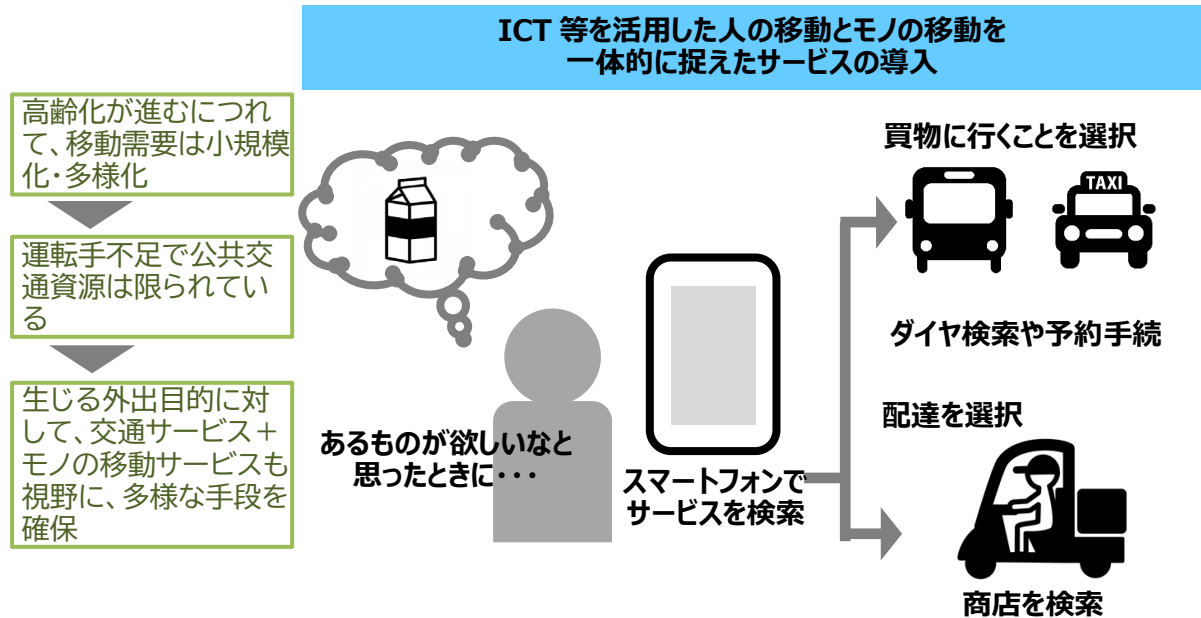 ICT 等を活用した人の移動とモノの移動を
一体的に捉えたサービスの導入
高齢化が進むにつれ
て、移動需要は小規模
化・多様化
運転手不足で公共交
通資源は限られてい
る
生じる外出目的に対
して、交通サービス＋
モノの移動サービスも
視野に、多様な手段を
確保
あるものが欲しいなと
思ったときに・・・
スマートフォンで
サービスを検索
買物に行くことを選択
TAXI
ダイヤ検索や予約手続
配達を選択
商店を検索